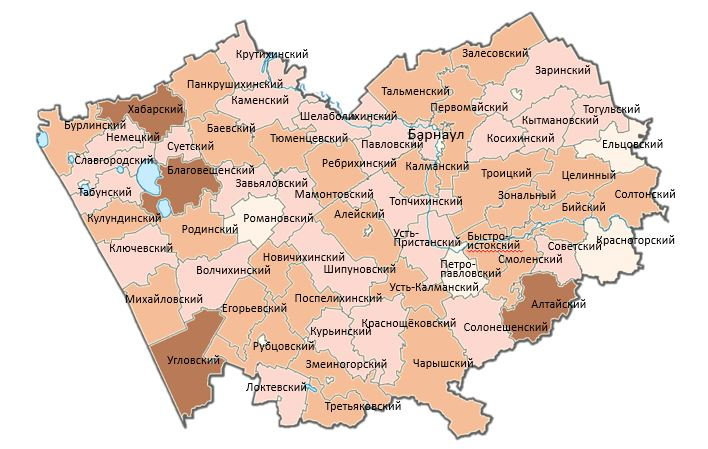 Крутихинский
Залесовский
Панкрушихинский
Каменский
Тальменский
Заринский
Хабарский
Первомайский
Тогульский
Бурлинский
Шелаболихинский
Кытмановский
Немецкий
Баевский
Тюменцевский
Барнаул
Косихинский
Ельцовский
Суетский
Павловский
Славгородский
Ребрихинский
Калманский
Благовещенский
Троицкий
Целинный
Табунский
Завьяловский
Мамонтовский
Топчихинский
Зональный
Солтонский
Кулундинский
Романовский
Алейский
Бийский
Родинский
Усть-
Пристанский
Быстро-
истокский
Красногорский
Ключевский
Советский
Новичихинский
Смоленский
Волчихинский
Шипуновский
Петро-
павловский
Усть-Калманский
Михайловский
Поспелихинский
Алтайский
Егорьевский
Краснощёковский
Солонешенский
Курьинский
Рубцовский
Угловский
Змеиногорский
Чарышский
Локтевский
Третьяковский